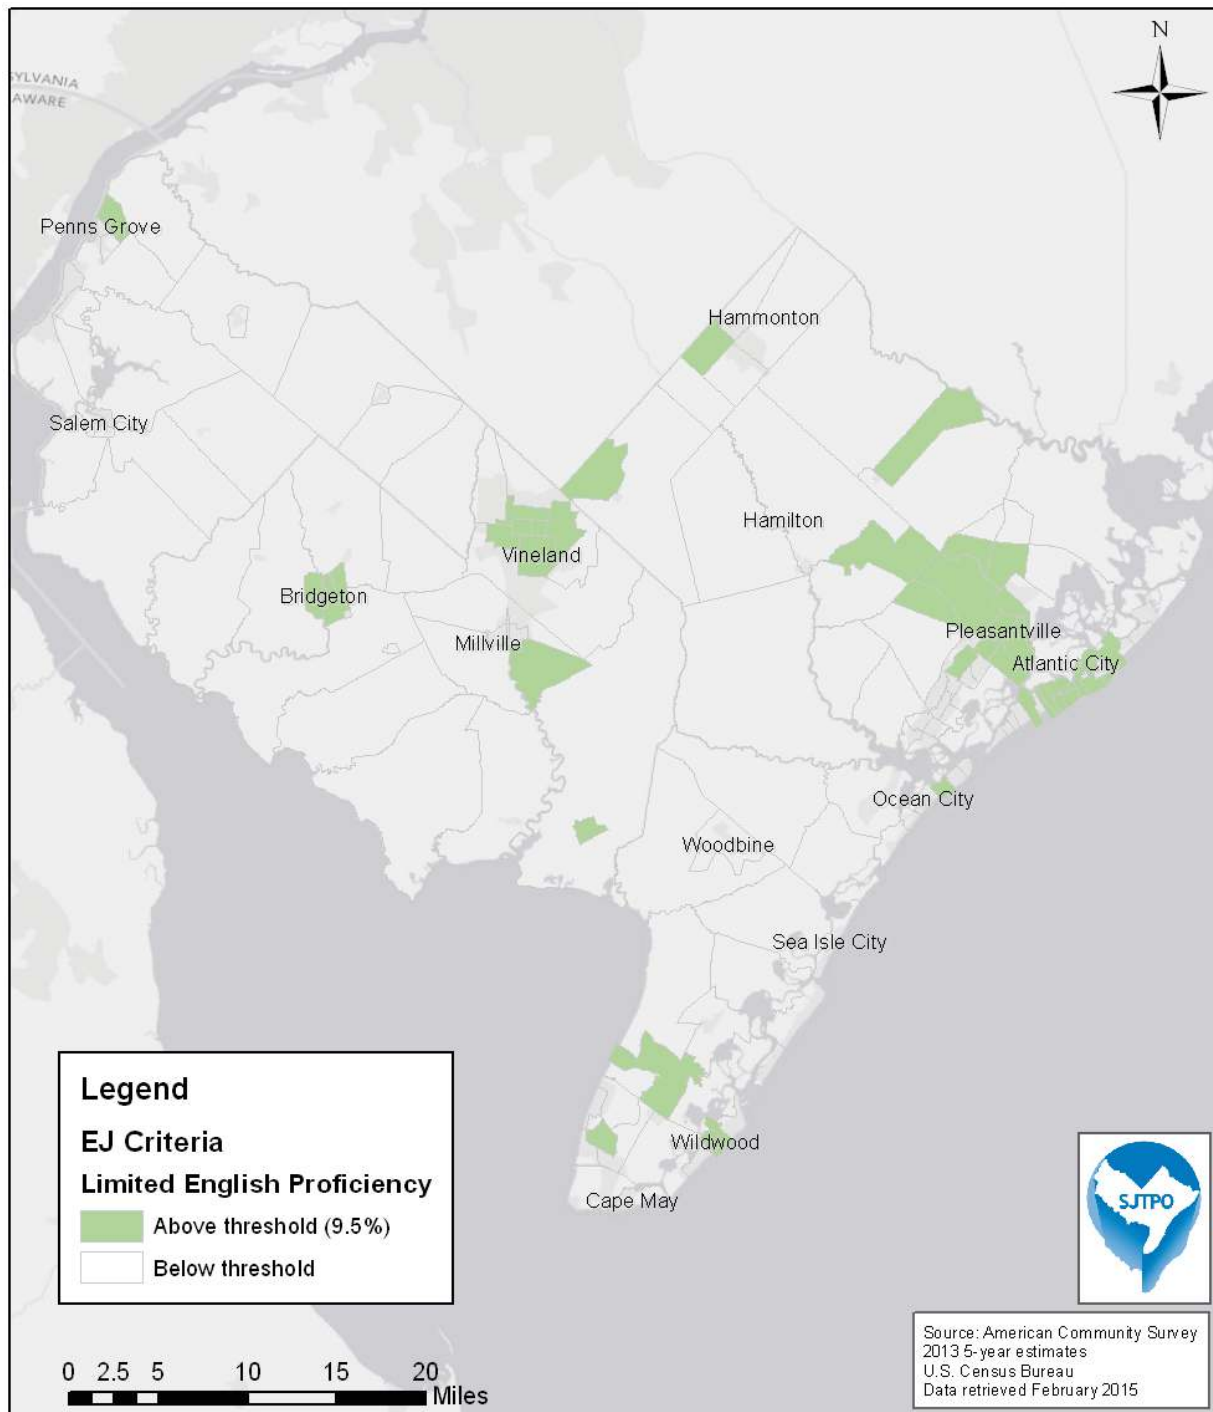 N
SYLVANIA
AWARE
Penns Grove
Hammonton
Salem City
Hamilton
Vineland
Bridgeton
Pleasantville
Millville
Atlantic City
Ocean City
Woodbine
Sea Isle City
Wildwood
Cape May
Legend
EJ Criteria
Limited English Proficiency
Above threshold (9.5%)
Below threshold
SJTPO
Source: American Community Survey
2013 5-year estimates
U.S. Census Bureau
Data retrieved February 2015
0 2.5 5 10 15 20
Miles